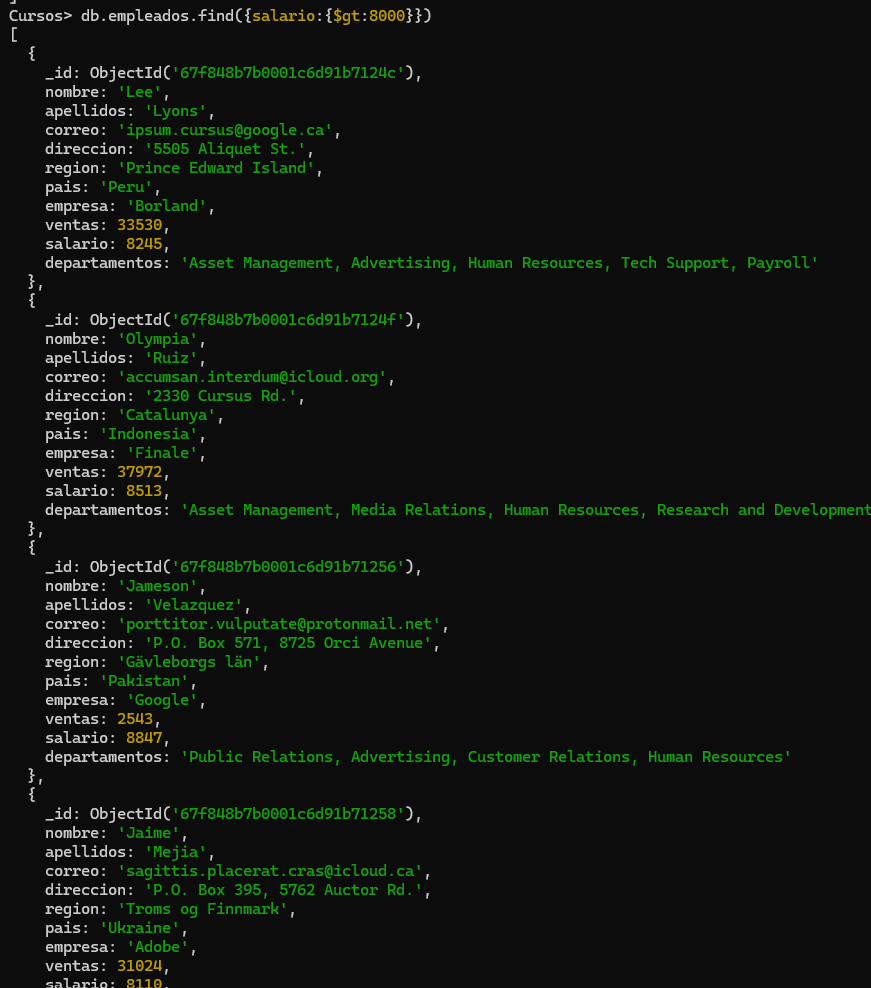 Cursos> db.empleados.find({salario:{$gt:8000}})
[
  {
    _id: ObjectId('67f848b7b0001c6d91b7124c'),
    nombre: 'Lee',
    apellidos: 'Lyons',
    correo: 'ipsum.cursus@google.ca',
    direccion: '5505 Aliquet St.',
    region: 'Prince Edward Island',
    pais: 'Peru',
    empresa: 'Borland',
    ventas: 33530,
    salario: 8245,
    departamentos: 'Asset Management, Advertising, Human Resources, Tech Support, Payroll'
  },
  {
    _id: ObjectId('67f848b7b0001c6d91b7124f'),
    nombre: 'Olympia',
    apellidos: 'Ruiz',
    correo: 'accumsan.interdum@icloud.org',
    direccion: '2330 Cursus Rd.',
    region: 'Catalunya',
    pais: 'Indonesia',
    empresa: 'Finale',
    ventas: 37972,
    salario: 8513,
    departamentos: 'Asset Management, Media Relations, Human Resources, Research and Development
  },
  {
    _id: ObjectId('67f848b7b0001c6d91b71256'),
    nombre: 'Jameson',
    apellidos: 'Velazquez',
    correo: 'porttitor.vulputate@protonmail.net',
    direccion: 'P.O. Box 571, 8725 Orci Avenue',
    region: 'Gävleborgs län',
    pais: 'Pakistan',
    empresa: 'Google',
    ventas: 2543,
    salario: 8847,
    departamentos: 'Public Relations, Advertising, Customer Relations, Human Resources'
  },
  {
    _id: ObjectId('67f848b7b0001c6d91b71258'),
    nombre: 'Jaime',
    apellidos: 'Mejia',
    correo: 'sagittis.placerat.cras@icloud.ca',
    direccion: 'P.O. Box 395, 5762 Auctor Rd.',
    region: 'Troms og Finnmark',
    pais: 'Ukraine',
    empresa: 'Adobe',
    ventas: 31024,
    salario: 8110,